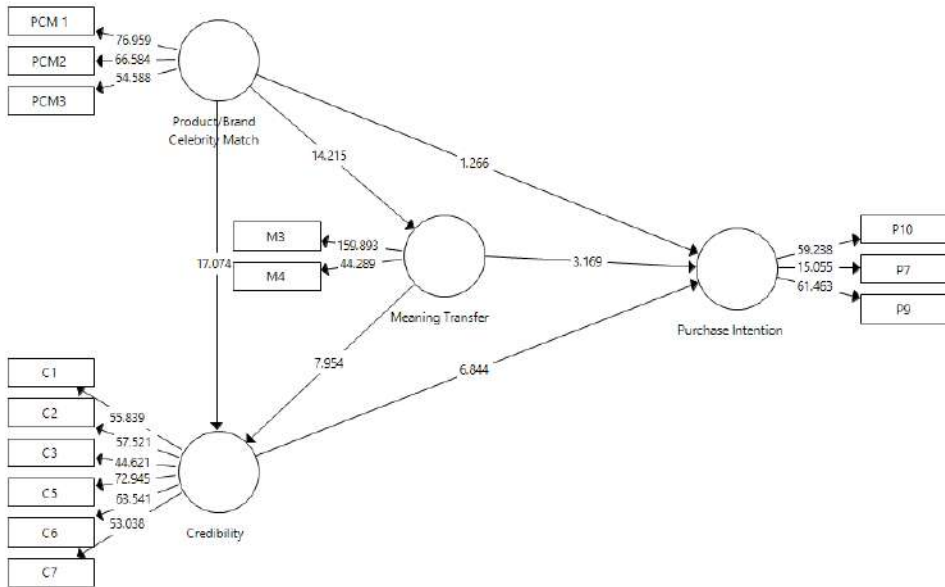 PCM 1
76.959
PCM2
66.584
PCM3
54.588
Product/Brand
Celebrity Match
14.215
1.266
17.074
M3
159.893
M4
44.289
Meaning Transfer
3.169
P10
59.238
15.055
P7
61.463
P9
Purchase Intention
7.954
6.844
C1
55.839
C2
57.521
C3
44.621
72.945
C5
63.541
C6
53.038
C7
Credibility